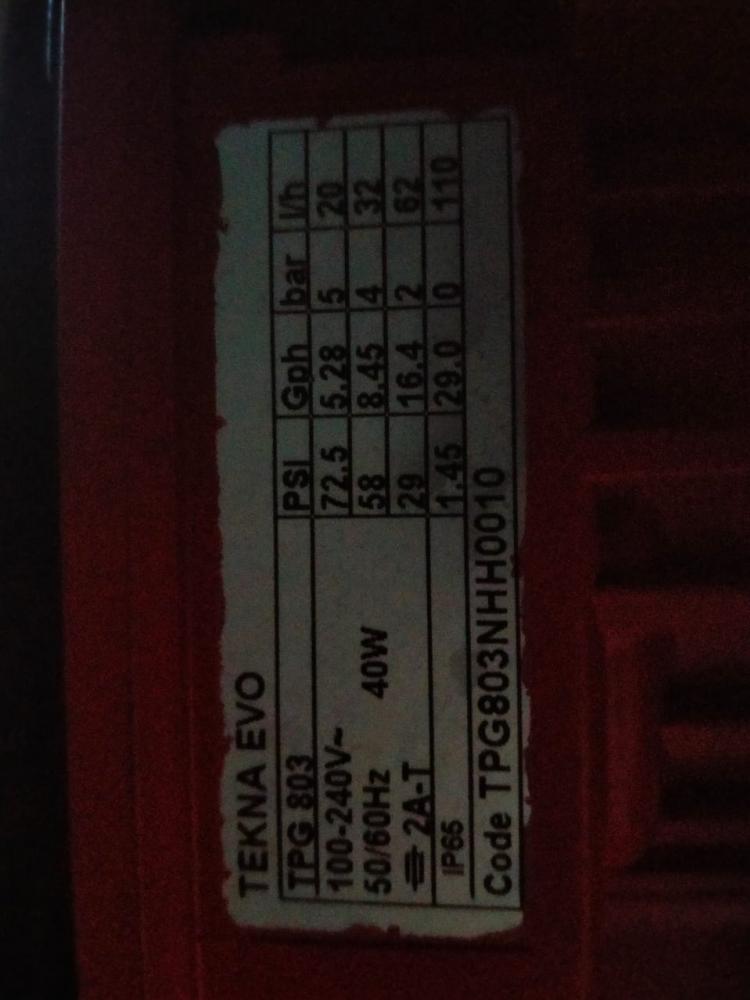 TEKNA EVO
TPG 803 PSI Gph bar l/h
100-240V~ 72.5 5.28 5 20
50/60Hz 40W 58 8.45 4 32
2A-T 29 16.4 2 62
IP65 1.45 29.0 0 110
Code TPG803NHH0010